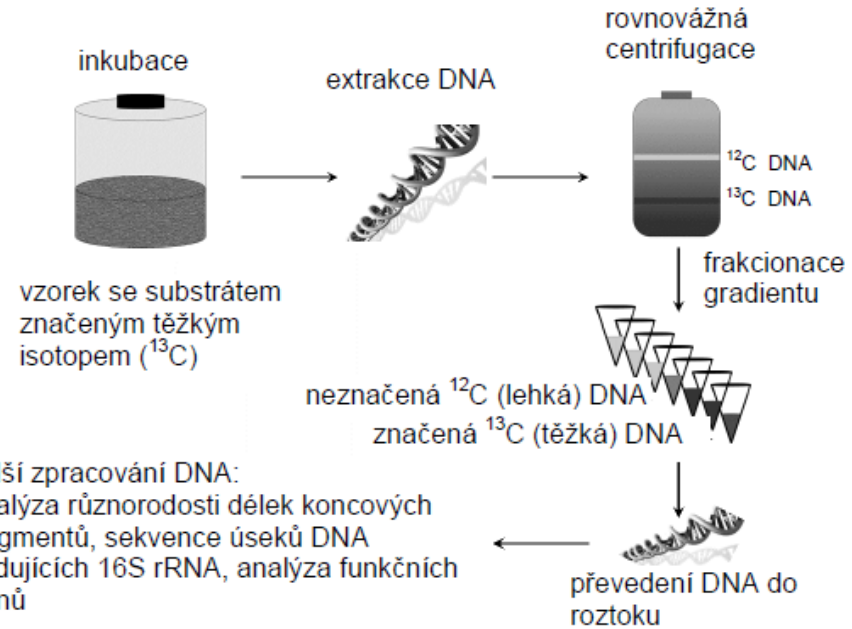 inkubace
extrakce DNA
rovnovážná
centrifugace
¹²C DNA
¹³C DNA
vzorek se substrátem
značeným těžkým
isotopem (¹³C)
frakcionace
gradientu
neznačená ¹²C (lehká) DNA
značená ¹³C (těžká) DNA
převedení DNA do
roztoku
lší zpracování DNA:
alýza různorodosti délek koncových
gmentů, sekvence úseků DNA
dujících 16S rRNA, analýza funkčních
nů